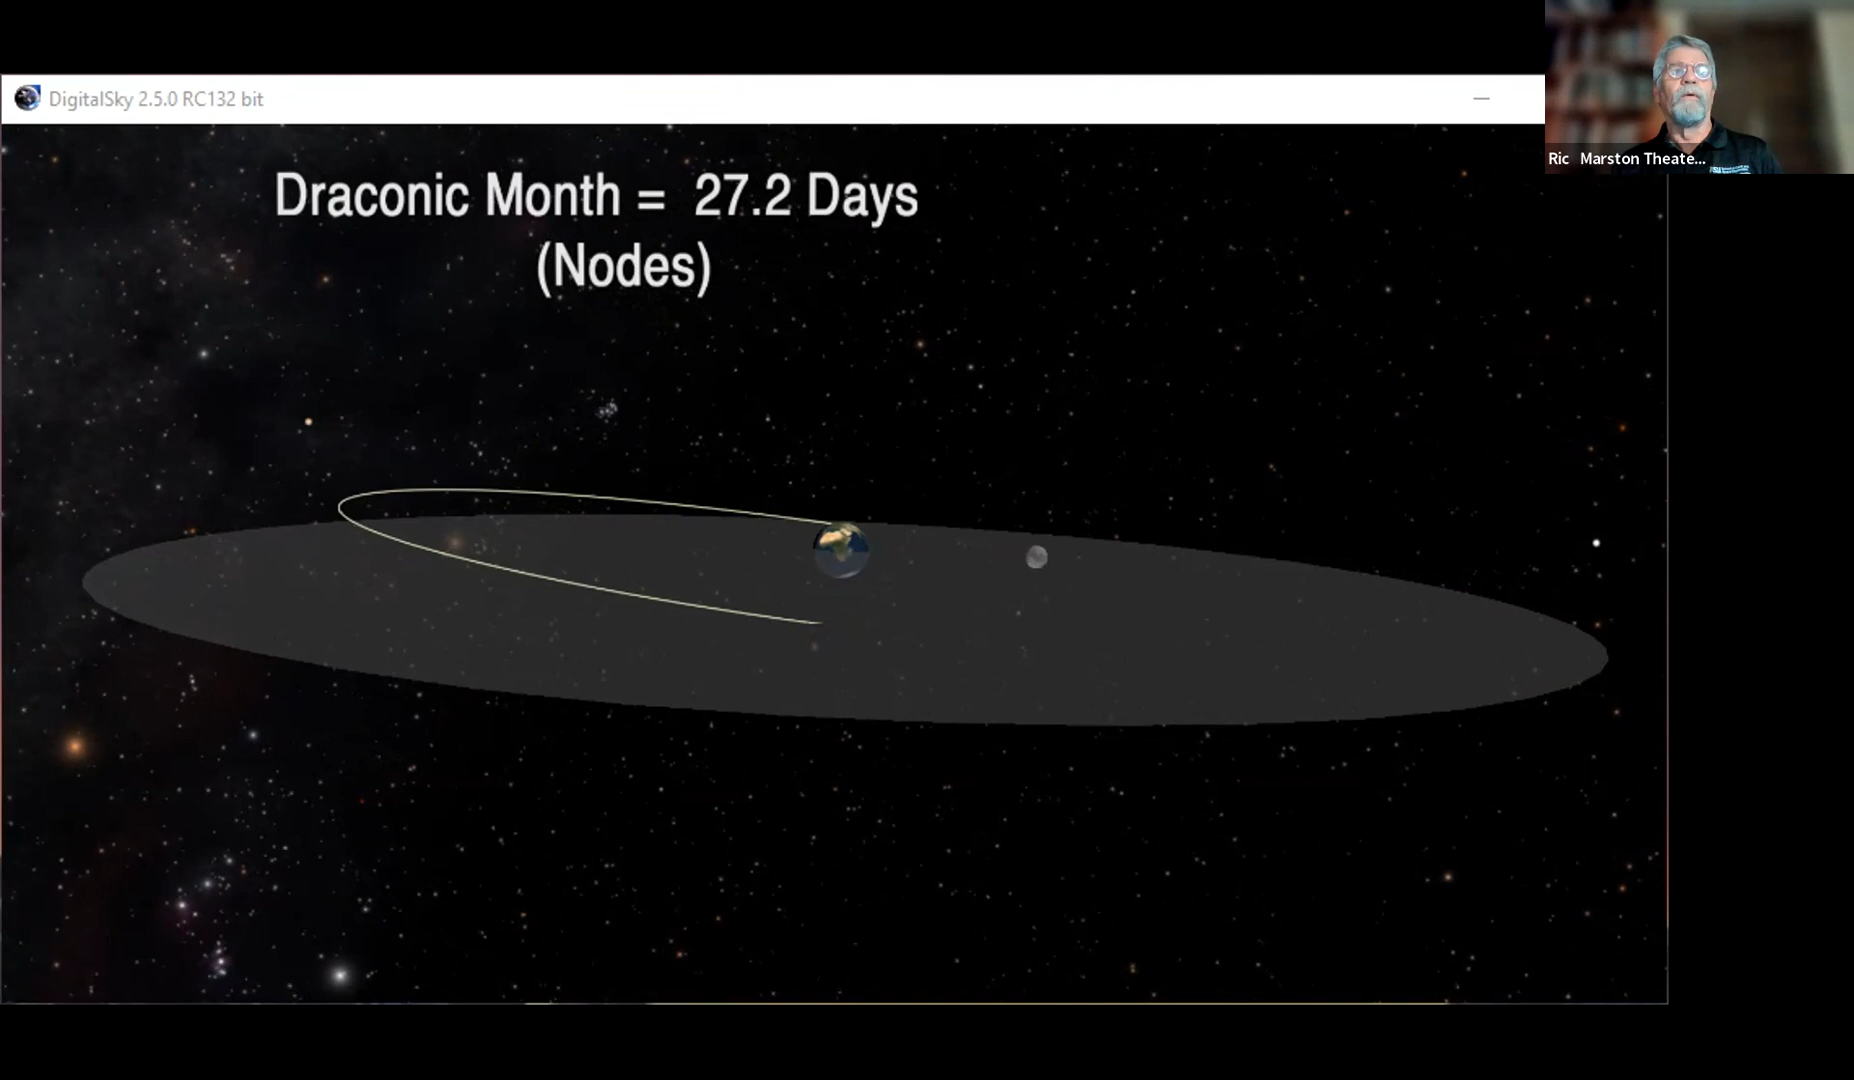 DigitalSky 2.5.0 RC132 bit
Draconic Month = 27.2 Days
(Nodes)
Ric Marston Theate...